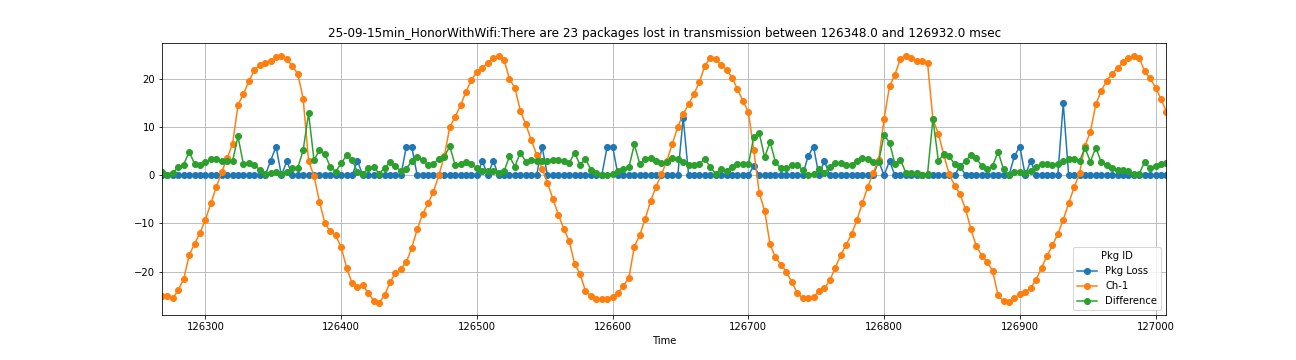 25-09-15min_HonorWithWifi:There are 23 packages lost in transmission between 126348.0 and 126932.0 msec
20
10
0
−10
−20
126300 126400 126500 126600 126700 126800 126900 127000
Time
Pkg ID
Pkg Loss
Ch-1
Difference